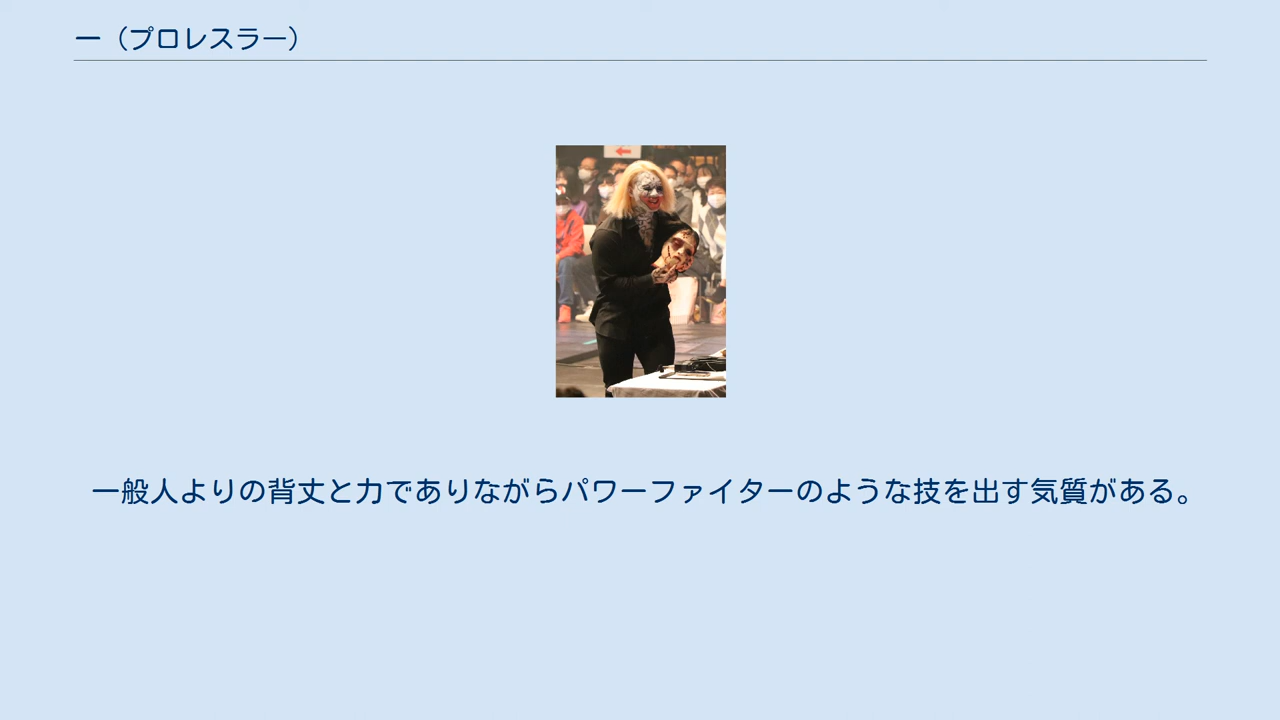 一（プロレスラー）
一般人よりの背丈と力でありながらパワーファイターのような技を出す気質がある。